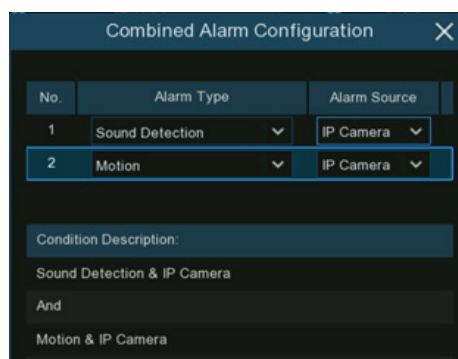 Combined Alarm Configuration
No. Alarm Type Alarm Source
1 Sound Detection IP Camera
2 Motion IP Camera
Condition Description:
Sound Detection & IP Camera
And
Motion & IP Camera